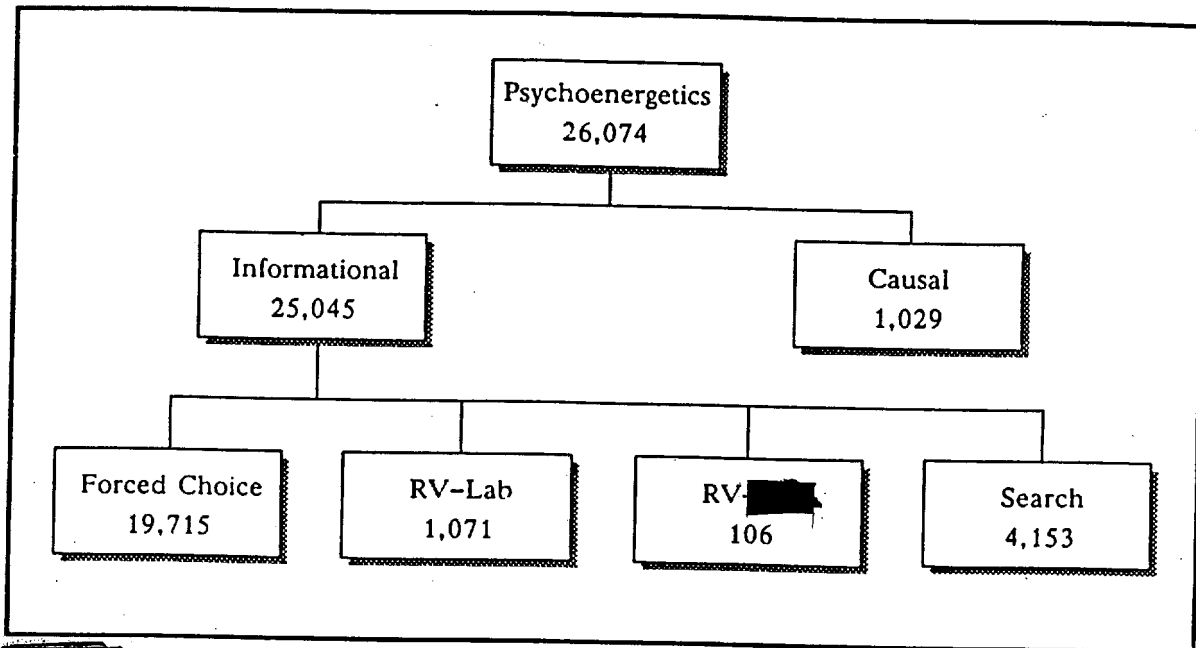 Psychoenergetics
26,074
Informational
25,045
Causal
1,029
Forced Choice
19,715
RV-Lab
1,071
RV-
106
Search
4,153